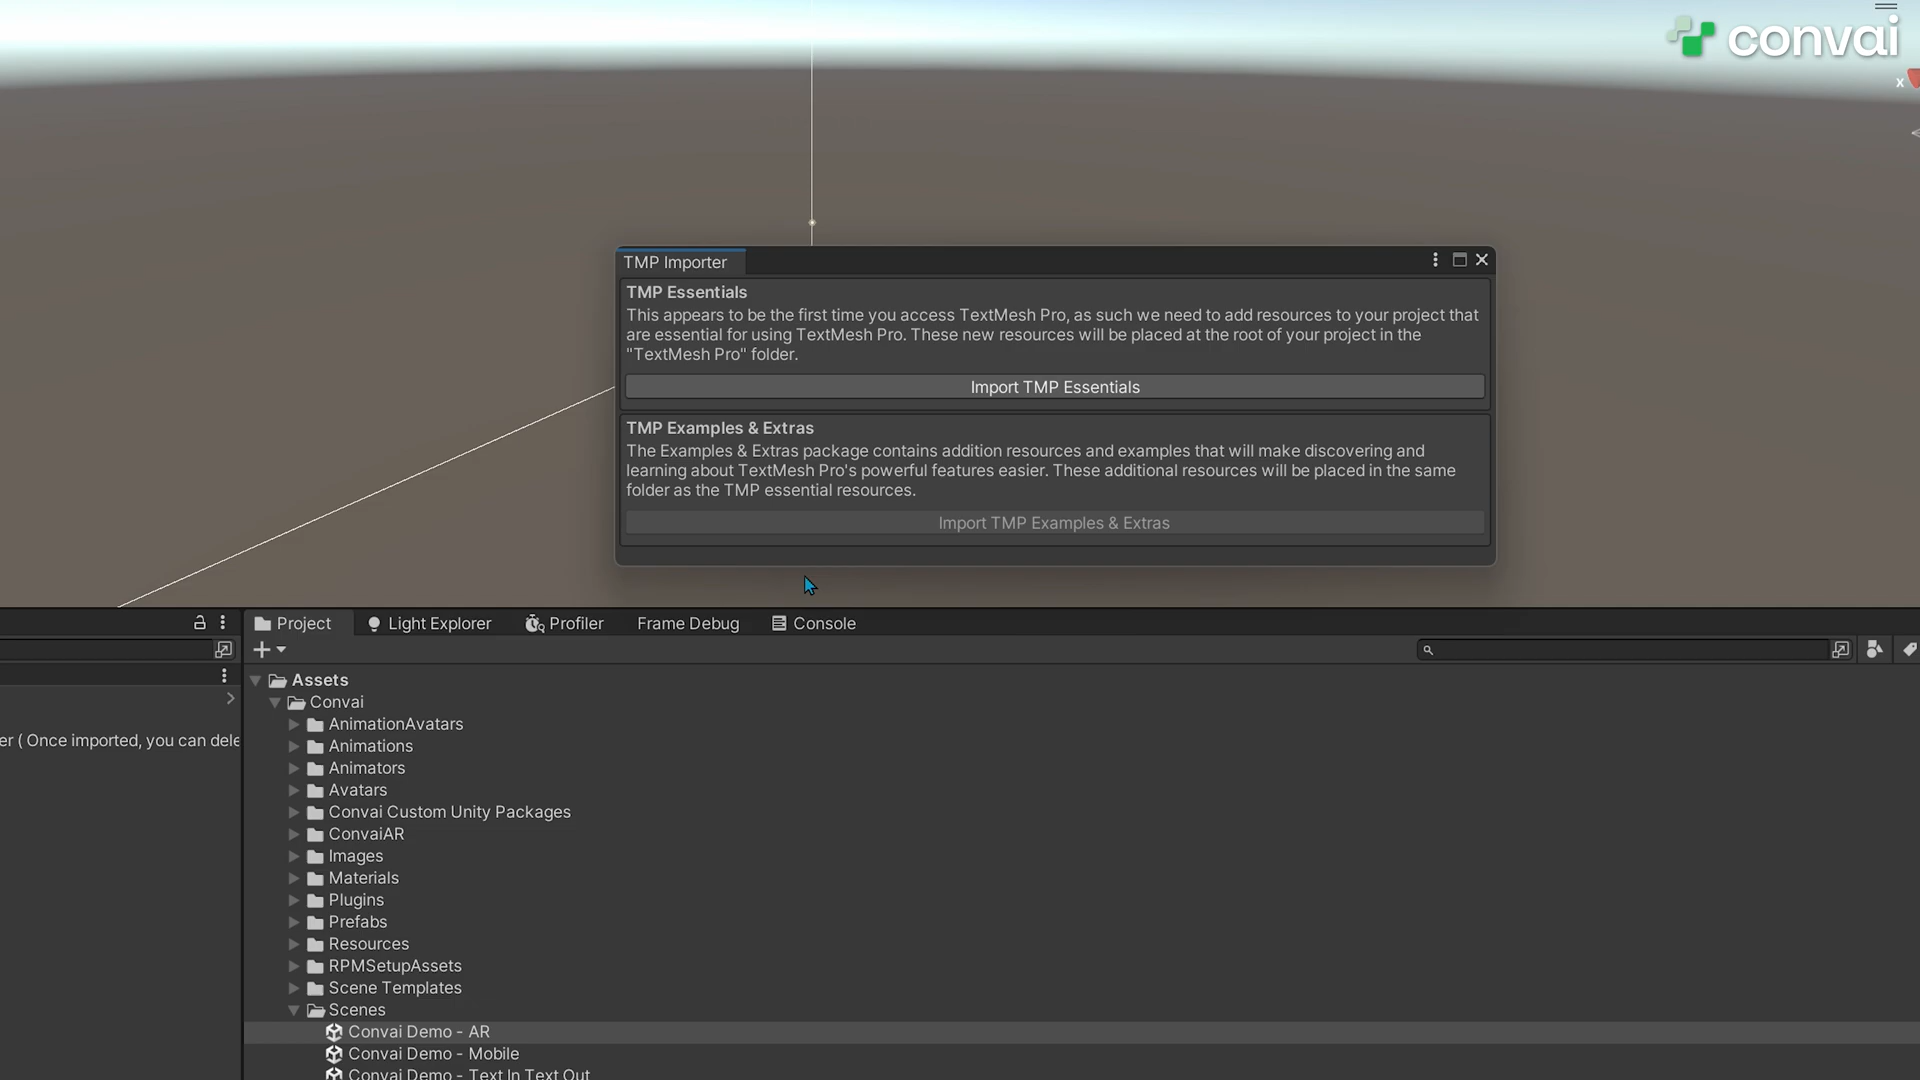 convai
x
TMP Importer
TMP Essentials
This appears to be the first time you access TextMesh Pro, as such we need to add resources to your project that
are essential for using TextMesh Pro. These new resources will be placed at the root of your project in the
"TextMesh Pro" folder.
Import TMP Essentials
TMP Examples & Extras
The Examples & Extras package contains addition resources and examples that will make discovering and
learning about TextMesh Pro's powerful features easier. These additional resources will be placed in the same
folder as the TMP essential resources.
Import TMP Examples & Extras
Project
Light Explorer
Profiler
Frame Debug
Console
er ( Once imported, you can dele
Assets
Convai
AnimationAvatars
Animations
Animators
Avatars
Convai Custom Unity Packages
ConvaiAR
Images
Materials
Plugins
Prefabs
Resources
RPMSetupAssets
Scene Templates
Scenes
Convai Demo - AR
Convai Demo - Mobile
Convai Demo - Text In Text Out